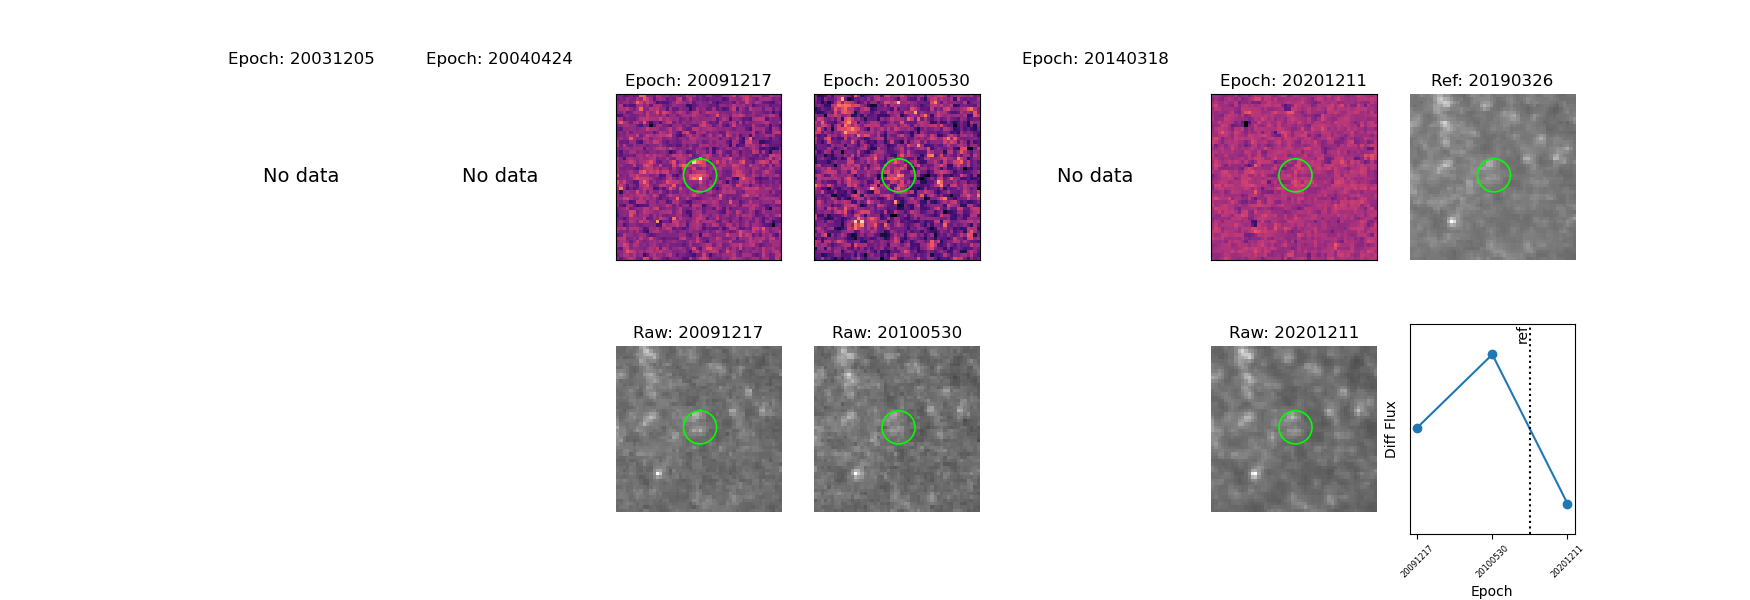 Epoch: 20031205
Epoch: 20040424
Epoch: 20140318
Epoch: 20091217
Epoch: 20100530
Epoch: 20201211
Ref: 20190326
No data
No data
No data
Raw: 20091217
Raw: 20100530
Raw: 20201211
ref
Diff Flux
20091217
20100530
20201211
Epoch